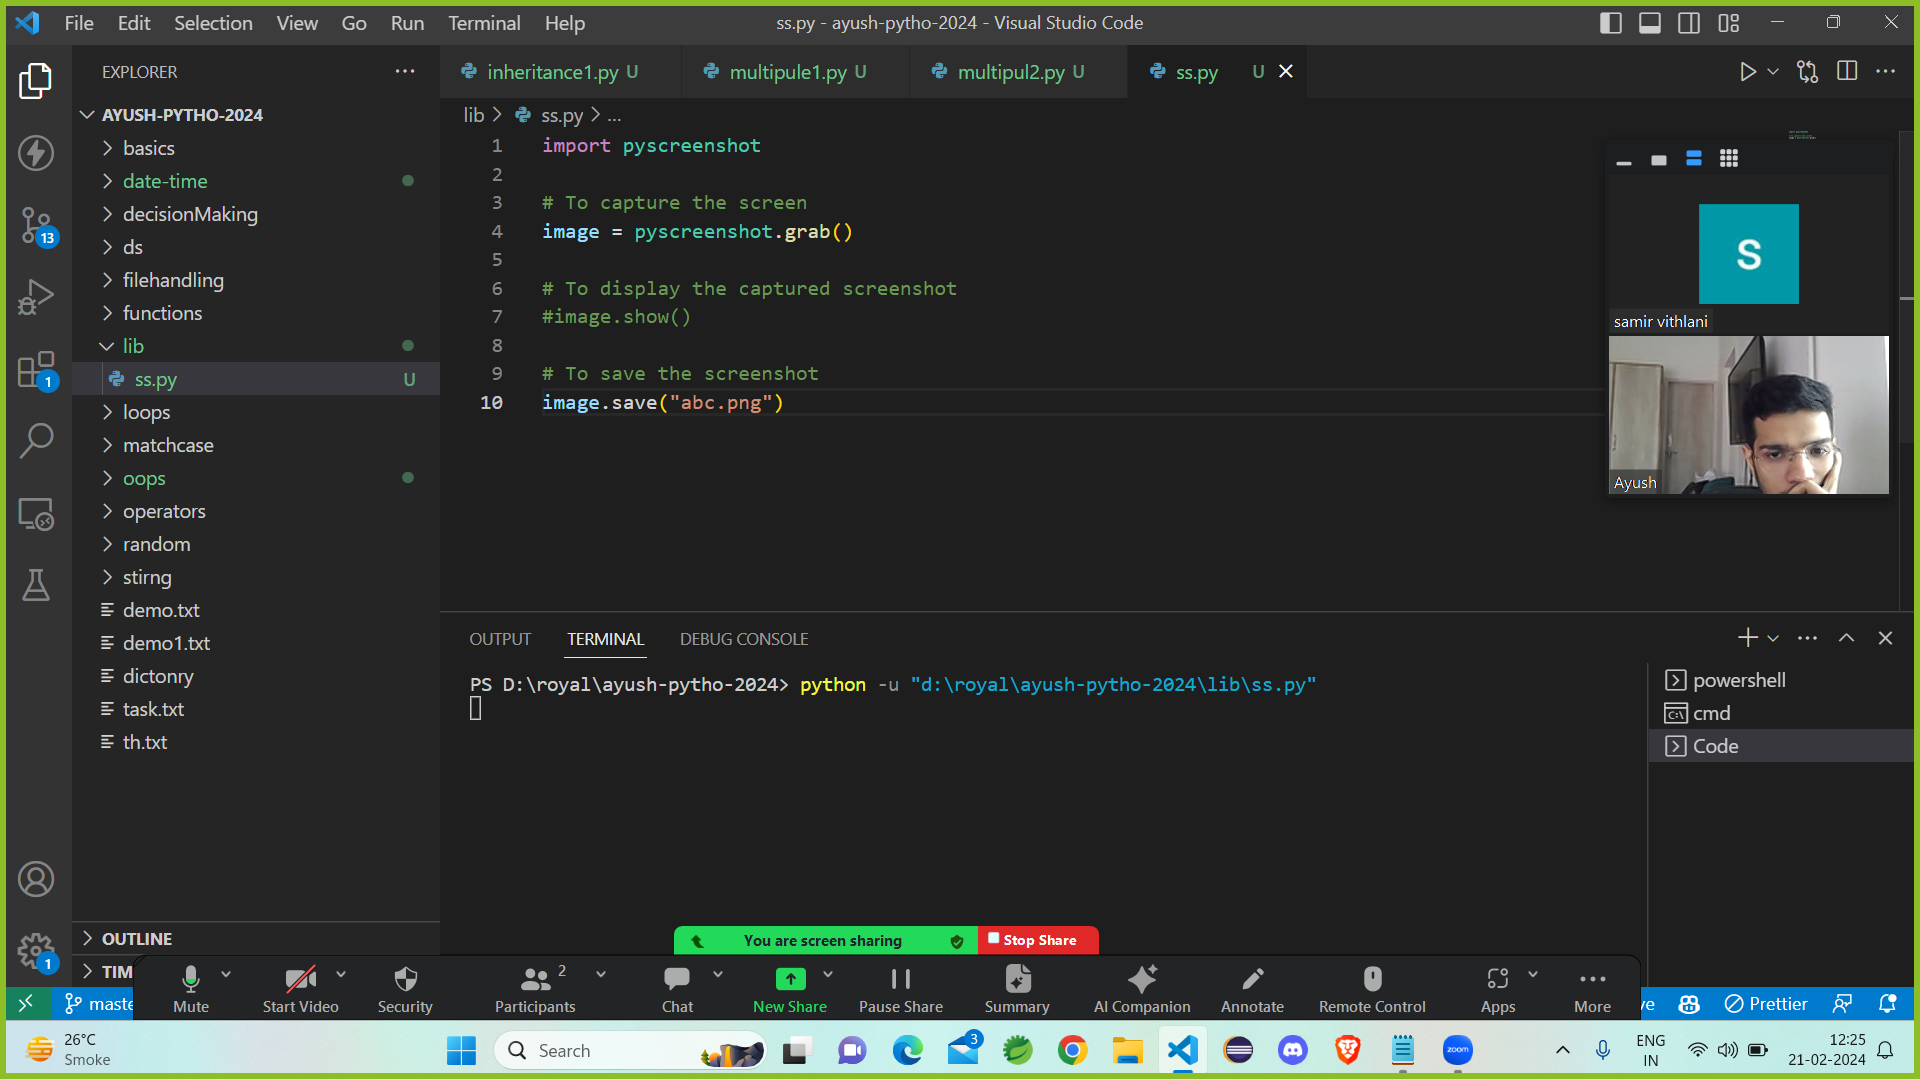 File Edit Selection View Go Run Terminal Help
ss.py - ayush-pytho-2024 - Visual Studio Code
EXPLORER
inheritance1.py U
multipule1.py U
multipul2.py U
ss.py U
AYUSH-PYTHO-2024
basics
date-time
decisionMaking
ds
filehandling
functions
lib
ss.py U
loops
matchcase
oops
operators
random
stirng
demo.txt
demo1.txt
dictonry
task.txt
th.txt
OUTLINE
TIM
13
1
1
lib > ss.py > ...
1 import pyscreenshot
2
3 # To capture the screen
4 image = pyscreenshot.grab()
5
6 # To display the captured screenshot
7 #image.show()
8
9 # To save the screenshot
10 image.save("abc.png")
S
samir vithlani
Ayush
OUTPUT TERMINAL DEBUG CONSOLE
PS D:\royal\ayush-pytho-2024> python -u "d:\royal\ayush-pytho-2024\lib\ss.py"
powershell
cmd
Code
You are screen sharing
Stop Share
Mute
Start Video
Security
Participants 2
Chat
New Share
Pause Share
Summary
AI Companion
Annotate
Remote Control
Apps
More
maste
ve
Prettier
26°C
Smoke
Search
3
zoom
ENG
IN
12:25
21-02-2024